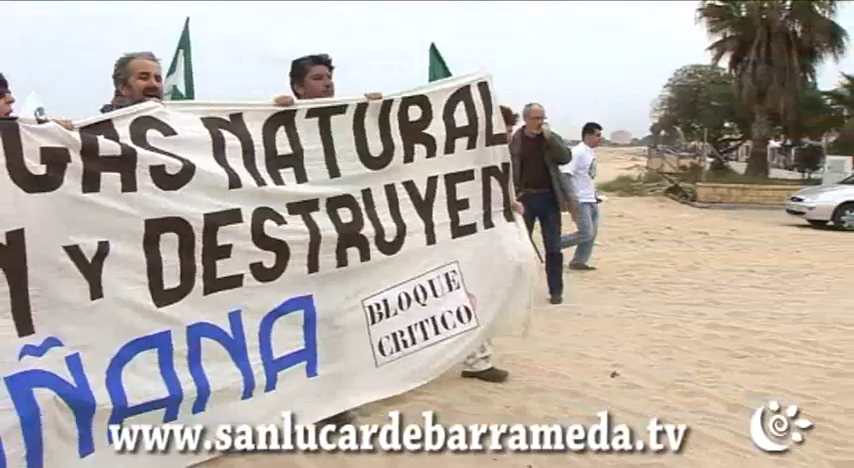 GAS NATURAL
Y DESTRUYEN
ÑANA
BLOQUE
CRITICO
www.sanlucardebarrameda.tv